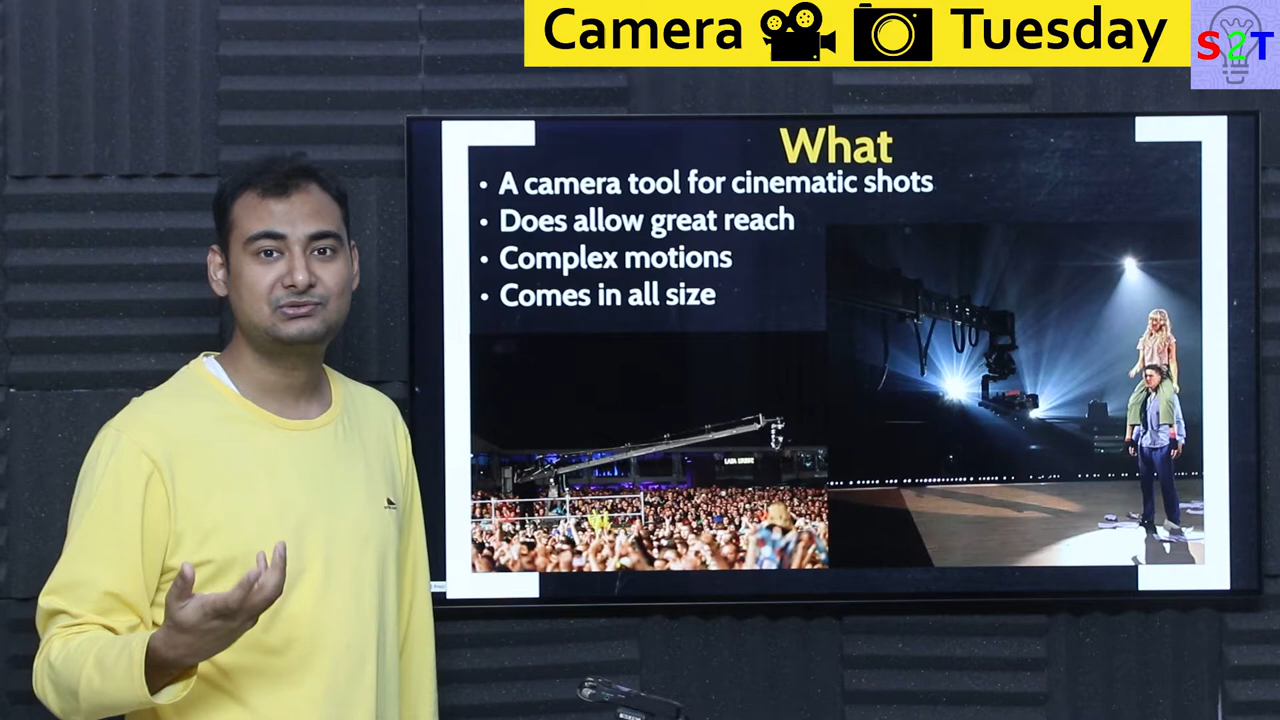 Camera Tuesday
S2T
What
• A camera tool for cinematic shots
• Does allow great reach
• Complex motions
• Comes in all size